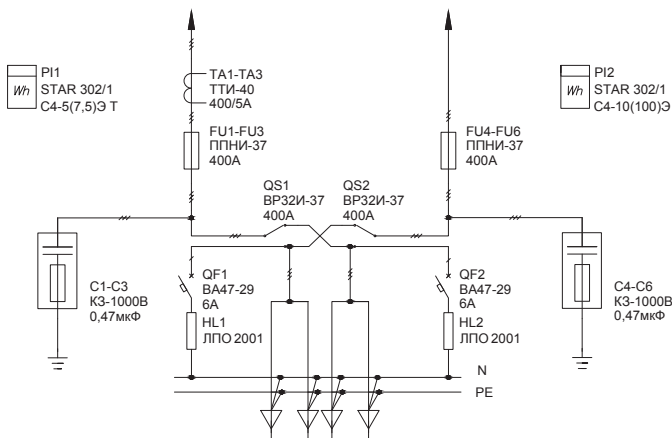 PI1
Wh
STAR 302/1
С4-5(7,5)Э Т
TA1-TA3
ТТИ-40
400/5А
PI2
Wh
STAR 302/1
С4-10(100)Э
FU1-FU3
ППНИ-37
400А
FU4-FU6
ППНИ-37
400А
QS1
ВР32И-37
400А
QS2
ВР32И-37
400А
C1-C3
КЗ-1000В
0,47мкФ
QF1
ВА47-29
6А
HL1
ЛПО 2001
QF2
ВА47-29
6А
HL2
ЛПО 2001
C4-C6
КЗ-1000В
0,47мкФ
N
PE